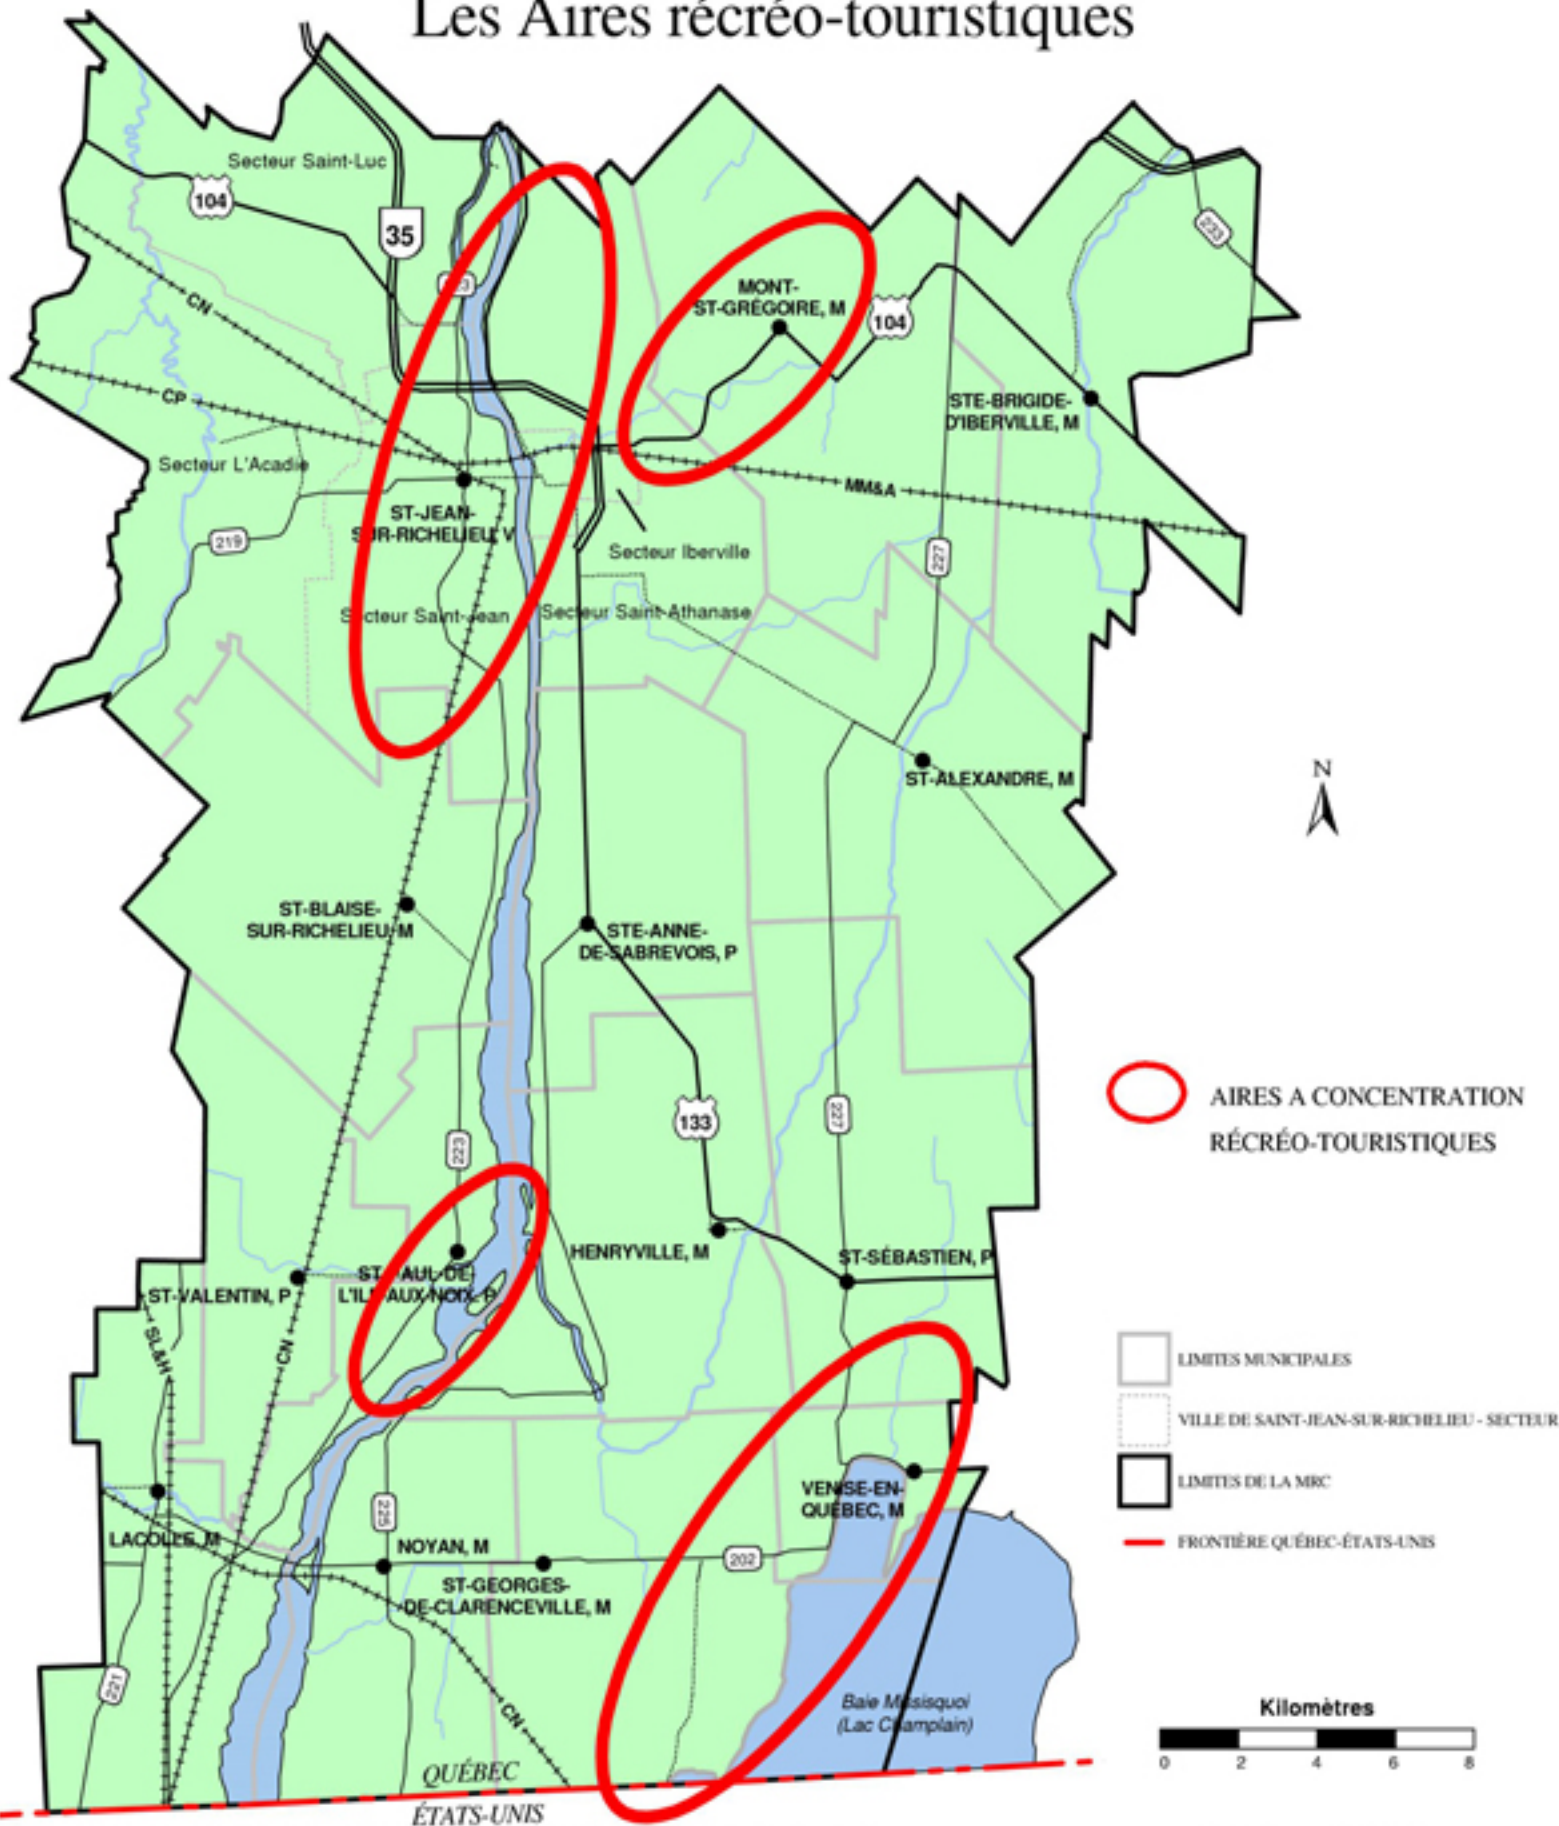 Les Aires récréo-touristiques
Secteur Saint-Luc
104
35
233
MONT-
ST-GRÉGOIRE, M
104
CN
CP
STE-BRIGIDE-
D'IBERVILLE, M
Secteur L'Acadie
MM&A
ST-JEAN-
SUR-RICHELIEU, V
219
Secteur Iberville
227
Secteur Saint-Jean
Secteur Saint-Athanase
ST-ALEXANDRE, M
N
ST-BLAISE-
SUR-RICHELIEU, M
STE-ANNE-
DE-SABREVOIS, P
AIRES A CONCENTRATION
RÉCRÉO-TOURISTIQUES
133
227
223
HENRYVILLE, M
ST-SÉBASTIEN, P
ST-PAUL-DE-
L'ILE-AUX-NOIX, P
ST-VALENTIN, P
SL&H
CN
LIMITES MUNICIPALES
VILLE DE SAINT-JEAN-SUR-RICHELIEU - SECTEUR
LIMITES DE LA MRC
FRONTIÈRE QUÉBEC-ÉTATS-UNIS
VENISE-EN-
QUÉBEC, M
225
LACOLLE, M
NOYAN, M
202
ST-GEORGES-
DE-CLARENCEVILLE, M
221
CN
Baie Missisquoi
(Lac Champlain)
Kilomètres
0 2 4 6 8
QUÉBEC
ÉTATS-UNIS